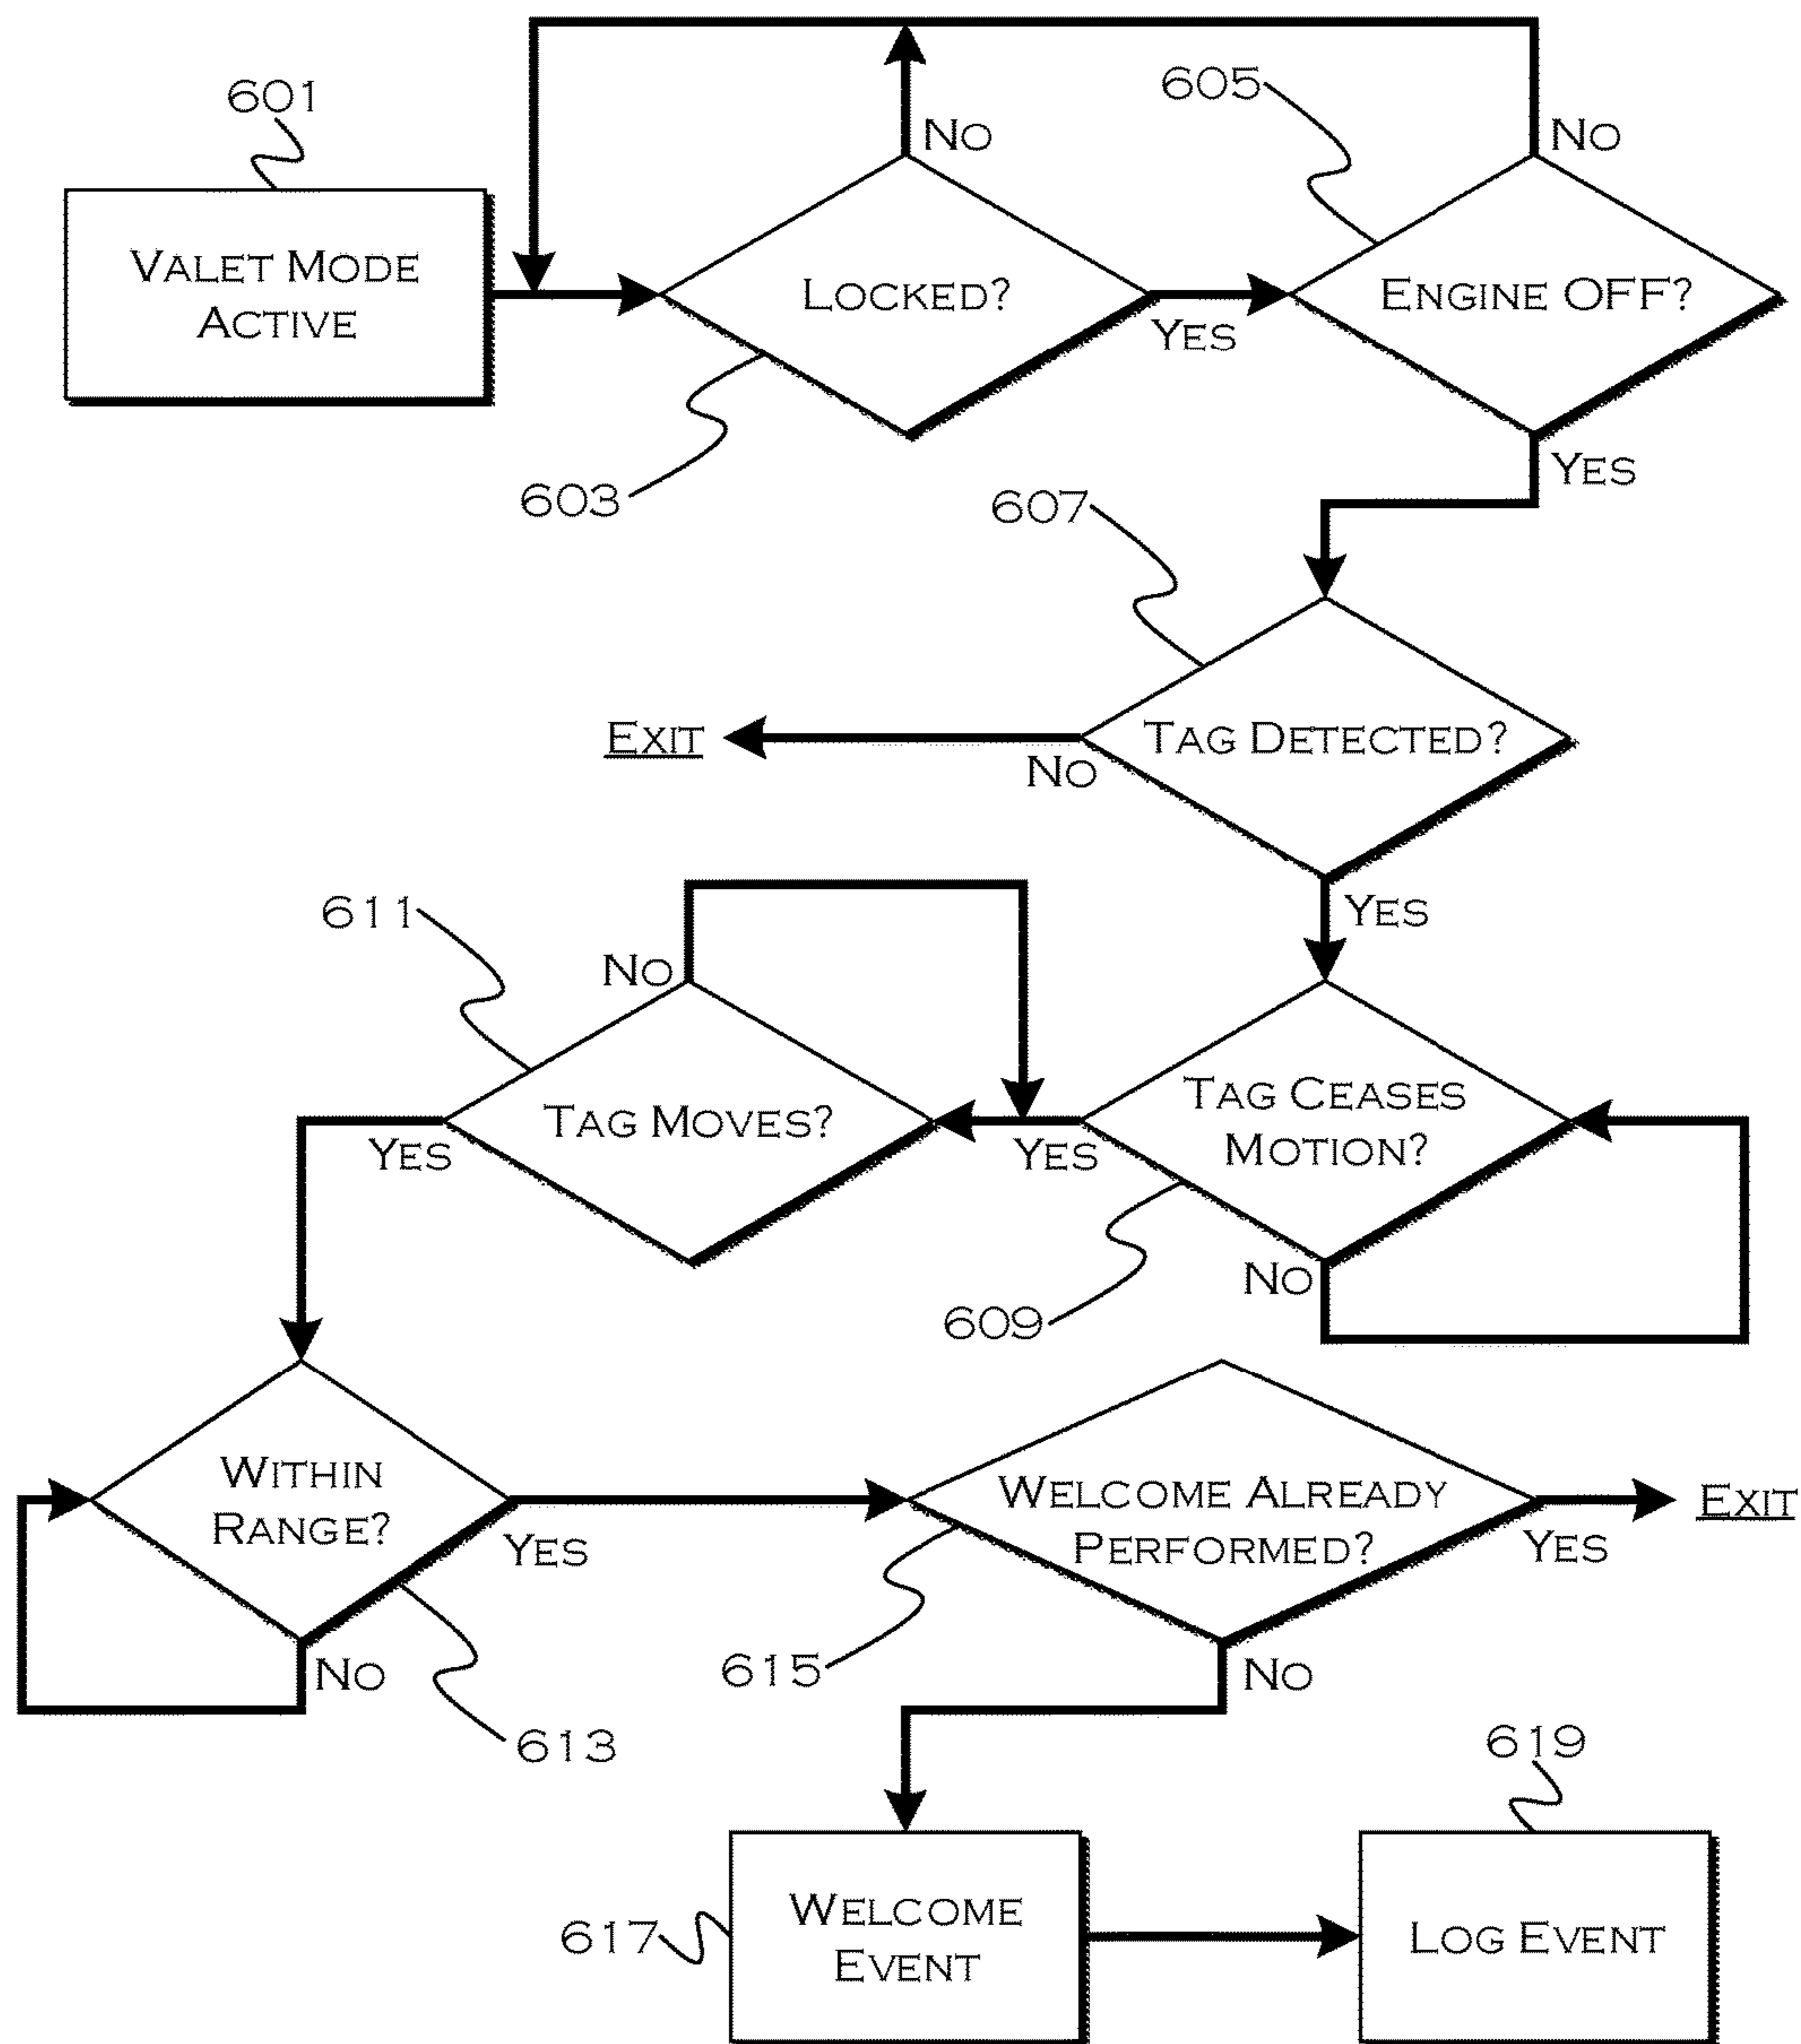 601
605
No
No
Valet Mode
Active
Locked?
Engine OFF?
Yes
Yes
603
607
Exit
Tag Detected?
No
Yes
611
No
Tag Moves?
Tag Ceases
Motion?
Yes
Yes
No
609
Within
Range?
Yes
Welcome Already
Performed?
Exit
Yes
No
615
No
613
619
617
Welcome
Event
Log Event